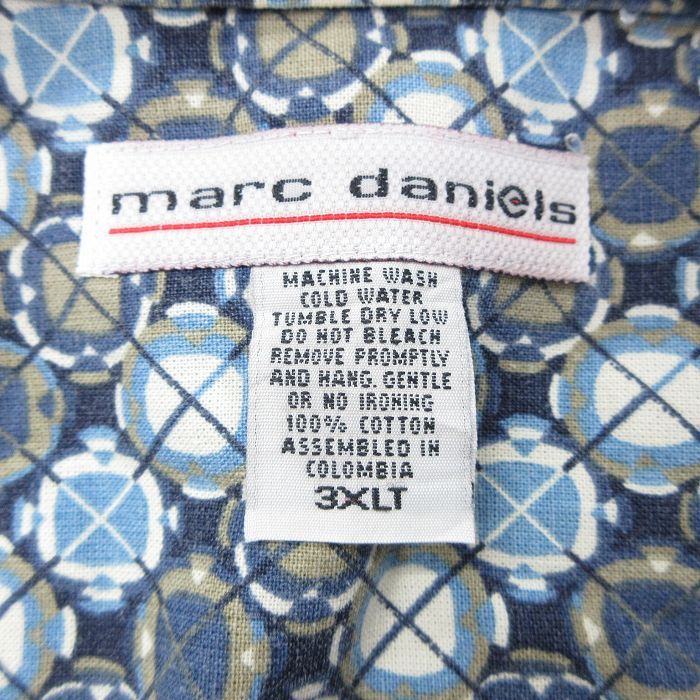 marc daniels
MACHINE WASH
COLD WATER
TUMBLE DRY LOW
DO NOT BLEACH
REMOVE PROMPTLY
AND HANG. GENTLE
OR NO IRONING
100% COTTON
ASSEMBLED IN
COLOMBIA
3XLT